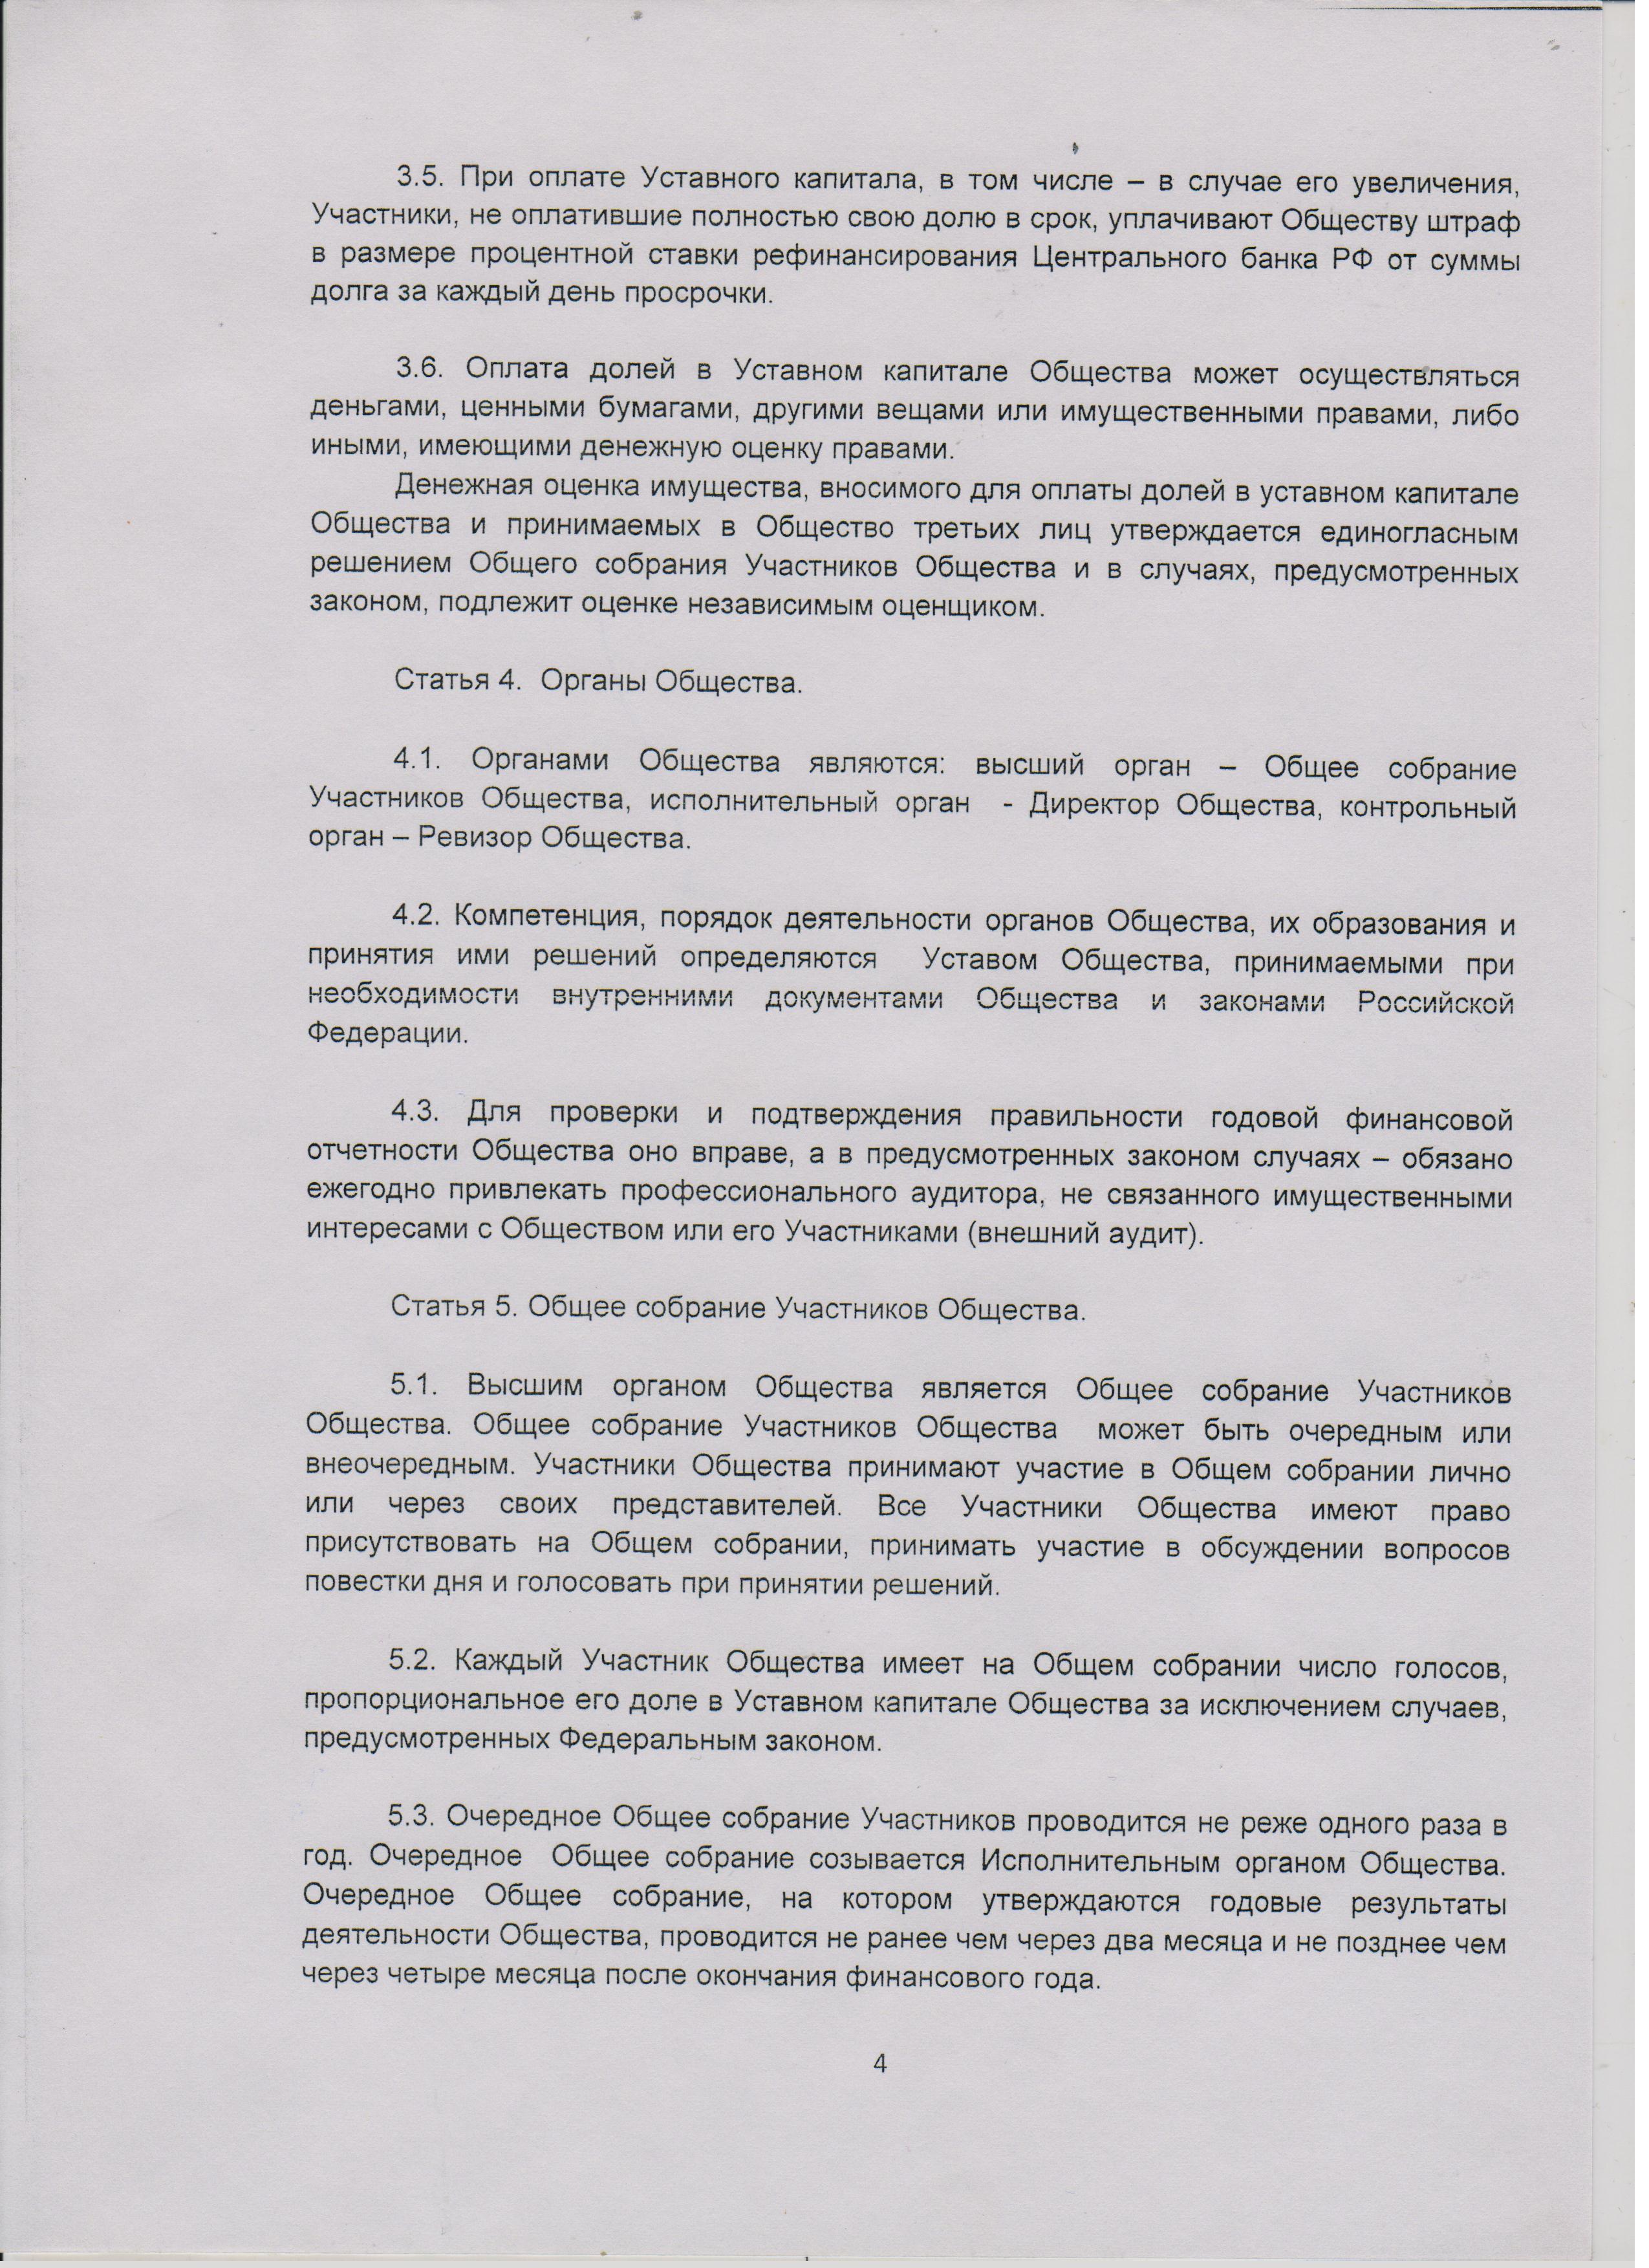 3.5. При оплате Уставного капитала, в том числе – в случае его увеличения,
Участники, не оплатившие полностью свою долю в срок, уплачивают Обществу штраф
в размере процентной ставки рефинансирования Центрального банка РФ от суммы
долга за каждый день просрочки.
3.6. Оплата долей в Уставном капитале Общества может осуществляться
деньгами, ценными бумагами, другими вещами или имущественными правами, либо
иными, имеющими денежную оценку правами.
Денежная оценка имущества, вносимого для оплаты долей в уставном капитале
Общества и принимаемых в Общество третьих лиц утверждается единогласным
решением Общего собрания Участников Общества и в случаях, предусмотренных
законом, подлежит оценке независимым оценщиком.
Статья 4. Органы Общества.
4.1. Органами Общества являются: высший орган – Общее собрание
Участников Общества, исполнительный орган - Директор Общества, контрольный
орган – Ревизор Общества.
4.2. Компетенция, порядок деятельности органов Общества, их образования и
принятия ими решений определяются Уставом Общества, принимаемыми при
необходимости внутренними документами Общества и законами Российской
Федерации.
4.3. Для проверки и подтверждения правильности годовой финансовой
отчетности Общества оно вправе, а в предусмотренных законом случаях – обязано
ежегодно привлекать профессионального аудитора, не связанного имущественными
интересами с Обществом или его Участниками (внешний аудит).
Статья 5. Общее собрание Участников Общества.
5.1. Высшим органом Общества является Общее собрание Участников
Общества. Общее собрание Участников Общества может быть очередным или
внеочередным. Участники Общества принимают участие в Общем собрании лично
или через своих представителей. Все Участники Общества имеют право
присутствовать на Общем собрании, принимать участие в обсуждении вопросов
повестки дня и голосовать при принятии решений.
5.2. Каждый Участник Общества имеет на Общем собрании число голосов,
пропорциональное его доле в Уставном капитале Общества за исключением случаев,
предусмотренных Федеральным законом.
5.3. Очередное Общее собрание Участников проводится не реже одного раза в
год. Очередное Общее собрание созывается Исполнительным органом Общества.
Очередное Общее собрание, на котором утверждаются годовые результаты
деятельности Общества, проводится не ранее чем через два месяца и не позднее чем
через четыре месяца после окончания финансового года.
4